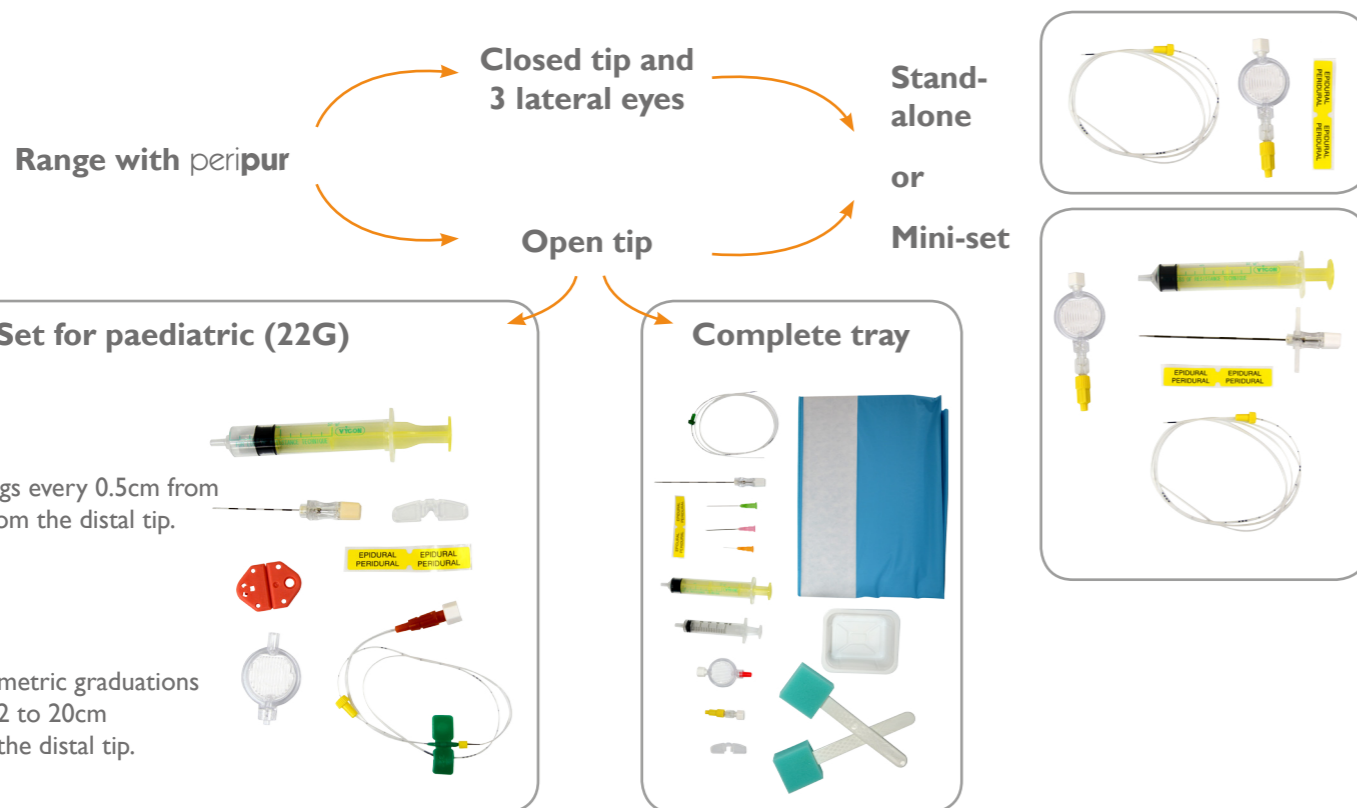 Closed tip and
3 lateral eyes
Range with peripur
Open tip
Stand-
alone
or
Mini-set
EPIDURAL
PERIDURAL
EPIDURAL
PERIDURAL
EPIDURAL
PERIDURAL
EPIDURAL
PERIDURAL
Set for paediatric (22G)
gs every 0.5cm from
om the distal tip.
EPIDURAL
PERIDURAL
EPIDURAL
PERIDURAL
metric graduations
2 to 20cm
the distal tip.
Complete tray